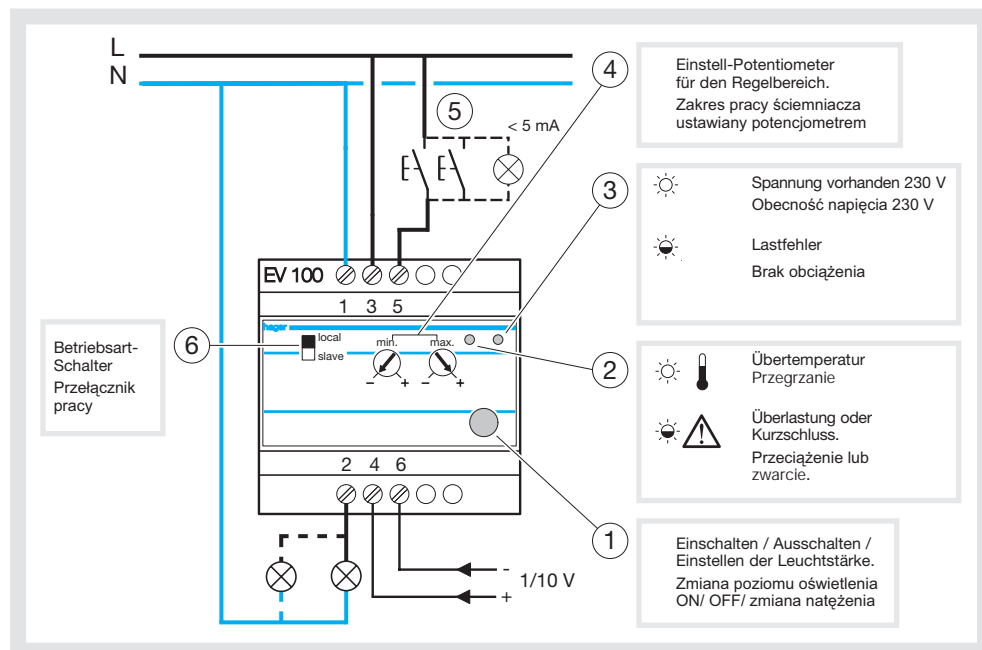 L
N
5
< 5 mA
4
Einstell-Potentiometer
für den Regelbereich.
Zakres pracy ściemniacza
ustawiany potencjometrem
3
Spannung vorhanden 230 V
Obecność napięcia 230 V
Lastfehler
Brak obciążenia
EV 100
1 3 5
hager
local
slave
min. max.
- + - +
6
Betriebsart-
Schalter
Przełącznik
pracy
2
Übertemperatur
Przegrzanie
Überlastung oder
Kurzschluss.
Przeciążenie lub
zwarcie.
2 4 6
-
1/10 V
+
1
Einschalten / Ausschalten /
Einstellen der Leuchtstärke.
Zmiana poziomu oświetlenia
ON/ OFF/ zmiana natężenia